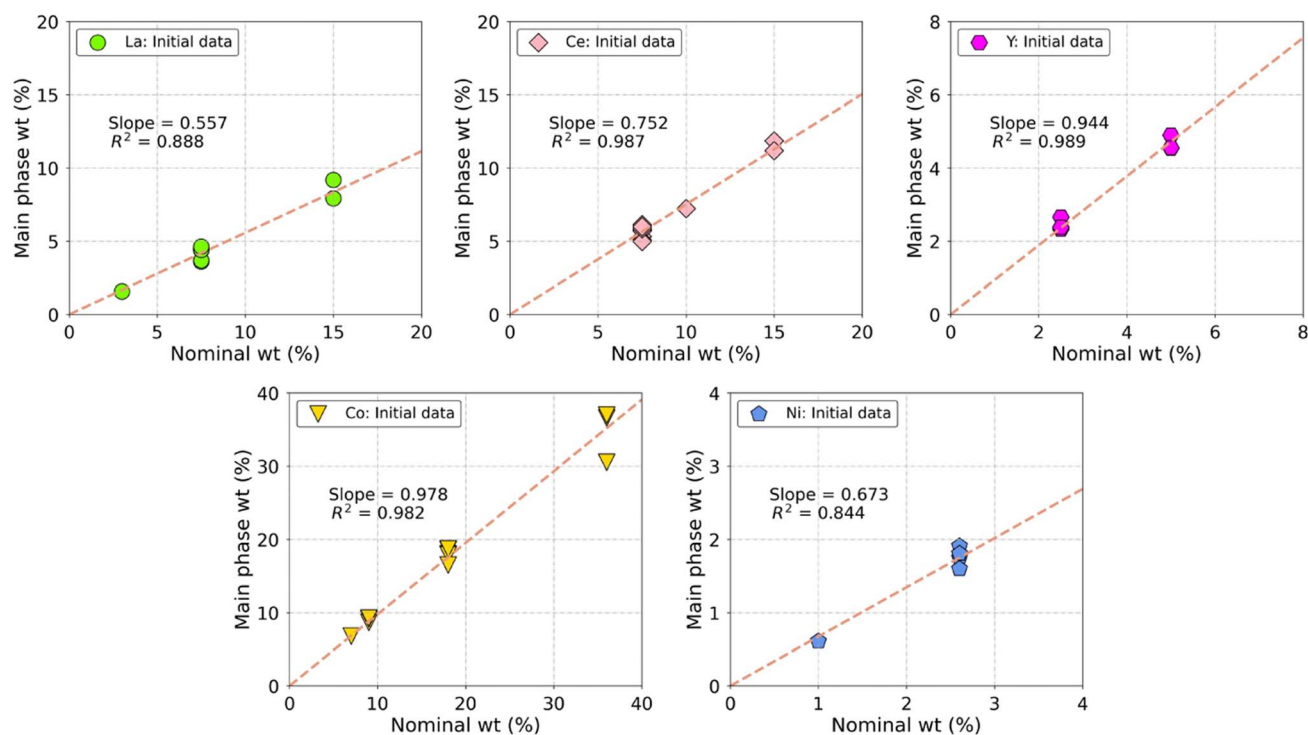 La: Initial data
Slope = 0.557
R² = 0.888
Main phase wt (%)
20
15
10
5
0
0 5 10 15 20
Nominal wt (%)
Ce: Initial data
Slope = 0.752
R² = 0.987
Main phase wt (%)
20
15
10
5
0
0 5 10 15 20
Nominal wt (%)
Y: Initial data
Slope = 0.944
R² = 0.989
Main phase wt (%)
8
6
4
2
0
0 2 4 6 8
Nominal wt (%)
Co: Initial data
Slope = 0.978
R² = 0.982
Main phase wt (%)
40
30
20
10
0
0 10 20 30 40
Nominal wt (%)
Ni: Initial data
Slope = 0.673
R² = 0.844
Main phase wt (%)
4
3
2
1
0
0 1 2 3 4
Nominal wt (%)